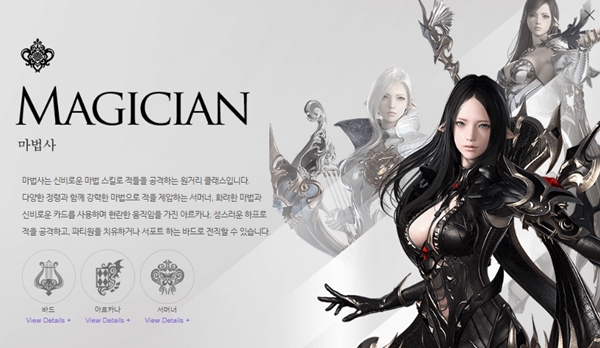 MAGICIAN
마법사
마법사는 신비로운 마법 스킬로 적들을 공격하는 원거리 클래스입니다.
다양한 정령과 함께 강력한 마법으로 적을 제압하는 서머너, 화려한 마법과
신비로운 카드를 사용하며 현란한 움직임을 가진 아르카나, 성스러운 하프로
적을 공격하고, 파티원을 치유하거나 서포트 하는 바드로 전직할 수 있습니다.
바드 아르카나 서머너
View Details + View Details + View Details +